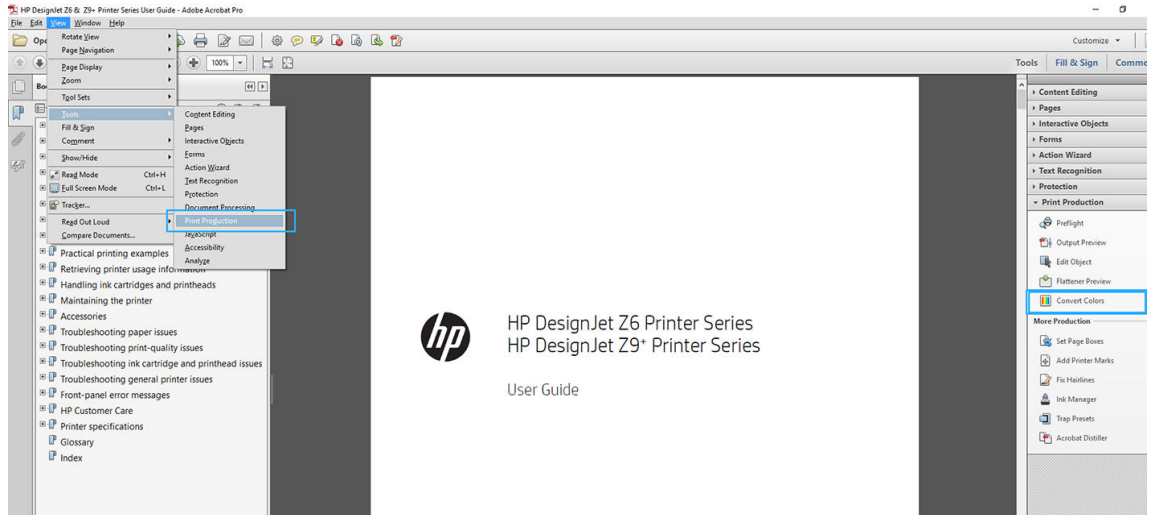 HP DesignJet Z6 & Z9+ Printer Series User Guide - Adobe Acrobat Pro
File Edit View Window Help
Customize
100%
Tools Fill & Sign Comme
Rotate View
Page Navigation
Page Display
Zoom
Tool Sets
Tools
Fill & Sign
Comment
Show/Hide
Read Mode Ctrl+H
Full Screen Mode Ctrl+L
Tracker...
Read Out Loud
Compare Documents...
Content Editing
Pages
Interactive Objects
Forms
Action Wizard
Text Recognition
Protection
Document Processing
Print Production
JavaScript
Accessibility
Analyze
Practical printing examples
Retrieving printer usage information
Handling ink cartridges and printheads
Maintaining the printer
Accessories
Troubleshooting paper issues
Troubleshooting print-quality issues
Troubleshooting ink cartridge and printhead issues
Troubleshooting general printer issues
Front-panel error messages
HP Customer Care
Printer specifications
Glossary
Index
hp
HP DesignJet Z6 Printer Series
HP DesignJet Z9+ Printer Series
User Guide
Content Editing
Pages
Interactive Objects
Forms
Action Wizard
Text Recognition
Protection
Print Production
Preflight
Output Preview
Edit Object
Flattener Preview
Convert Colors
More Production
Set Page Boxes
Add Printer Marks
Fix Hairlines
Ink Manager
Trap Presets
Acrobat Distiller